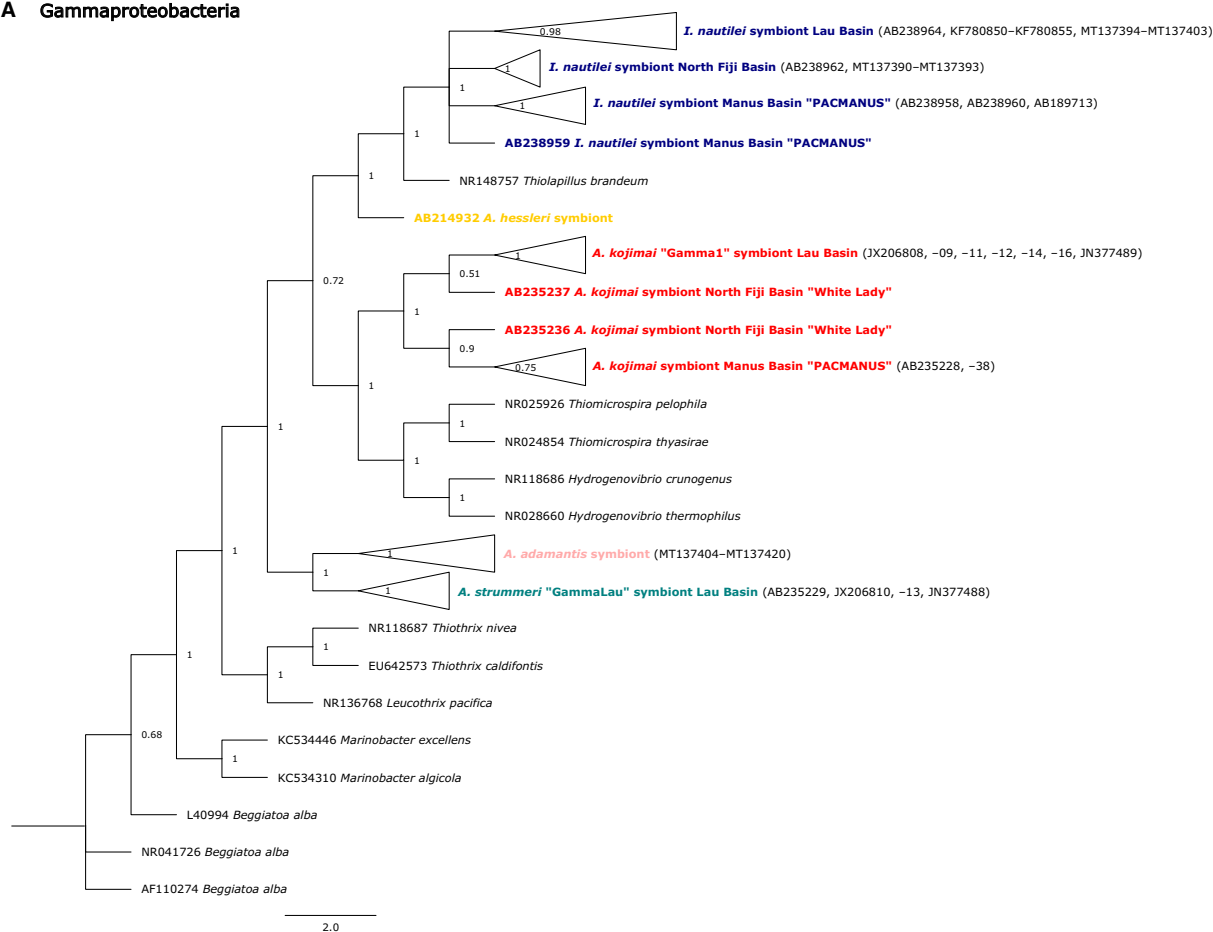 A Gammaproteobacteria
0.98
I. nautilei symbiont Lau Basin (AB238964, KF780850–KF780855, MT137394–MT137403)
1
I. nautilei symbiont North Fiji Basin (AB238962, MT137390–MT137393)
1
1
I. nautilei symbiont Manus Basin "PACMANUS" (AB238958, AB238960, AB189713)
1
AB238959 I. nautilei symbiont Manus Basin "PACMANUS"
1
NR148757 Thiolapillus brandeum
AB214932 A. hessleri symbiont
1
A. kojimai "Gamma1" symbiont Lau Basin (JX206808, –09, –11, –12, –14, –16, JN377489)
0.51
0.72
AB235237 A. kojimai symbiont North Fiji Basin "White Lady"
1
AB235236 A. kojimai symbiont North Fiji Basin "White Lady"
0.9
0.75
A. kojimai symbiont Manus Basin "PACMANUS" (AB235228, –38)
1
NR025926 Thiomicrospira pelophila
1
1
NR024854 Thiomicrospira thyasirae
1
NR118686 Hydrogenovibrio crunogenus
1
NR028660 Hydrogenovibrio thermophilus
1
1
A. adamantis symbiont (MT137404–MT137420)
1
1
A. strummeri "GammaLau" symbiont Lau Basin (AB235229, JX206810, –13, JN377488)
NR118687 Thiothrix nivea
1
1
EU642573 Thiothrix caldifontis
1
NR136768 Leucothrix pacifica
0.68
KC534446 Marinobacter excellens
1
KC534310 Marinobacter algicola
L40994 Beggiatoa alba
NR041726 Beggiatoa alba
AF110274 Beggiatoa alba
2.0